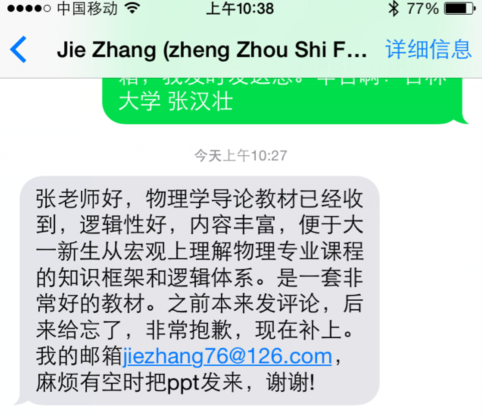 中国移动 上午10:38 77%
Jie Zhang (zheng Zhou Shi F... 详细信息
大学 张汉壮
今天上午10:27
张老师好，物理学导论教材已经收
到，逻辑性好，内容丰富，便于大
一新生从宏观上理解物理专业课程
的知识框架和逻辑体系。是一套非
常好的教材。之前本来发评论，后
来给忘了，非常抱歉，现在补上。
我的邮箱jiezhang76@126.com，
麻烦有空时把ppt发来，谢谢!